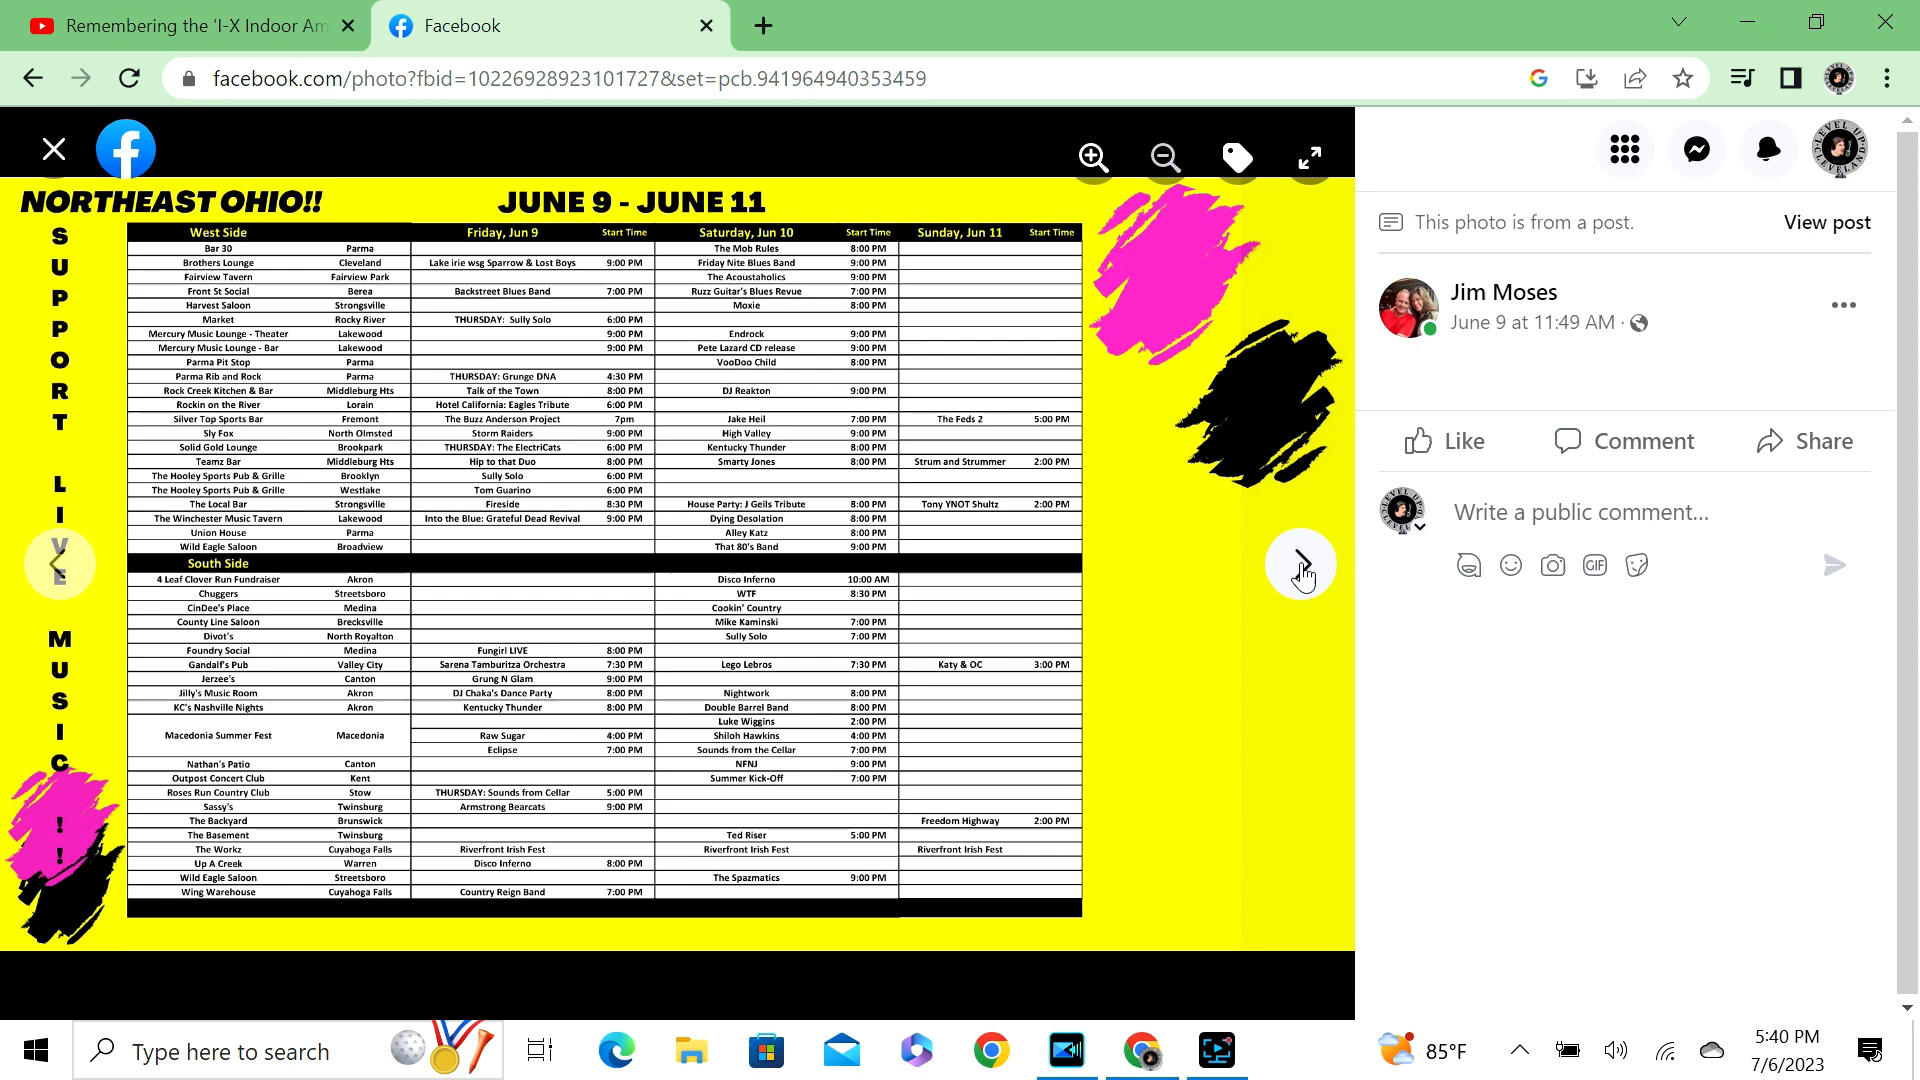 Remembering the 'I-X Indoor Am
Facebook
facebook.com/photo?fbid=10226928923101727&set=pcb.941964940353459
NORTHEAST OHIO!! JUNE 9 - JUNE 11
SUPPORT LIVE MUSIC!!
West Side Friday, Jun 9 Start Time Saturday, Jun 10 Start Time Sunday, Jun 11 Start Time
Bar 30 Parma The Mob Rules 8:00 PM
Brothers Lounge Cleveland Lake irie wsg Sparrow & Lost Boys 9:00 PM Friday Nite Blues Band 9:00 PM
Fairview Tavern Fairview Park The Acoustaholics 9:00 PM
Front St Social Berea Backstreet Blues Band 7:00 PM Ruzz Guitar's Blues Revue 7:00 PM
Harvest Saloon Strongsville Moxie 8:00 PM
Market Rocky River THURSDAY: Sully Solo 6:00 PM
Mercury Music Lounge - Theater Lakewood 9:00 PM Endrock 9:00 PM
Mercury Music Lounge - Bar Lakewood 9:00 PM Pete Lazard CD release 9:00 PM
Parma Pit Stop Parma VooDoo Child 8:00 PM
Parma Rib and Rock Parma THURSDAY: Grunge DNA 4:30 PM
Rock Creek Kitchen & Bar Middleburg Hts Talk of the Town 8:00 PM DJ Reakton 9:00 PM
Rockin on the River Lorain Hotel California: Eagles Tribute 6:00 PM
Silver Top Sports Bar Fremont The Buzz Anderson Project 7pm Jake Heil 7:00 PM The Feds 2 5:00 PM
Sly Fox North Olmsted Storm Raiders 9:00 PM High Valley 9:00 PM
Solid Gold Lounge Brookpark THURSDAY: The ElectriCats 6:00 PM Kentucky Thunder 8:00 PM
Teamz Bar Middleburg Hts Hip to that Duo 8:00 PM Smarty Jones 8:00 PM Strum and Strummer 2:00 PM
The Hooley Sports Pub & Grille Brooklyn Sully Solo 6:00 PM
The Hooley Sports Pub & Grille Westlake Tom Guarino 6:00 PM
The Local Bar Strongsville Fireside 8:30 PM House Party: J Geils Tribute 8:00 PM Tony YNOT Shultz 2:00 PM
The Winchester Music Tavern Lakewood Into the Blue: Grateful Dead Revival 9:00 PM Dying Desolation 8:00 PM
Union House Parma Alley Katz 8:00 PM
Wild Eagle Saloon Broadview That 80's Band 9:00 PM
South Side
4 Leaf Clover Run Fundraiser Akron Disco Inferno 10:00 AM
Chuggers Streetsboro WTF 8:30 PM
CinDee's Place Medina Cookin' Country
County Line Saloon Brecksville Mike Kaminski 7:00 PM
Divot's North Royalton Sully Solo 7:00 PM
Foundry Social Medina Fungirl LIVE 8:00 PM
Gandalf's Pub Valley City Sarena Tamburitza Orchestra 7:30 PM Lego Lebros 7:30 PM Katy & OC 3:00 PM
Jerzee's Canton Grung N Glam 9:00 PM
Jilly's Music Room Akron DJ Chaka's Dance Party 8:00 PM Nightwork 8:00 PM
KC's Nashville Nights Akron Kentucky Thunder 8:00 PM Double Barrel Band 8:00 PM
Luke Wiggins 2:00 PM
Macedonia Summer Fest Macedonia Raw Sugar 4:00 PM Shiloh Hawkins 4:00 PM
Eclipse 7:00 PM Sounds from the Cellar 7:00 PM
Nathan's Patio Canton NFNJ 9:00 PM
Outpost Concert Club Kent Summer Kick-Off 7:00 PM
Roses Run Country Club Stow THURSDAY: Sounds from Cellar 5:00 PM
Sassy's Twinsburg Armstrong Bearcats 9:00 PM
The Backyard Brunswick Freedom Highway 2:00 PM
The Basement Twinsburg Ted Riser 5:00 PM
The Workz Cuyahoga Falls Riverfront Irish Fest Riverfront Irish Fest Riverfront Irish Fest
Up A Creek Warren Disco Inferno 8:00 PM
Wild Eagle Saloon Streetsboro The Spazmatics 9:00 PM
Wing Warehouse Cuyahoga Falls Country Reign Band 7:00 PM
LEVEL UP CLEVELAND
This photo is from a post. View post
Jim Moses
June 9 at 11:49 AM ·
Like Comment Share
Write a public comment…
GIF
Type here to search
85°F
5:40 PM
7/6/2023